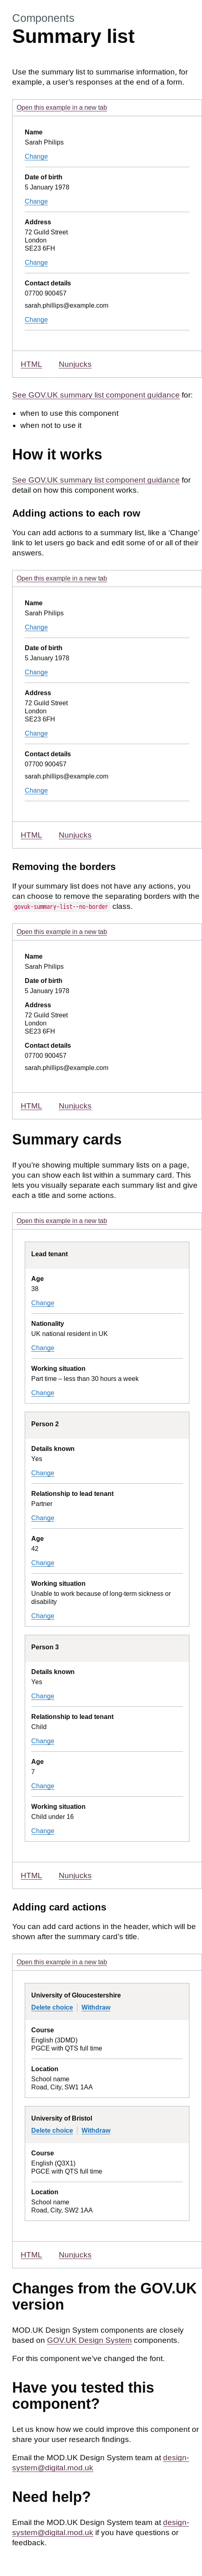 Components
Summary list
Use the summary list to summarise information, for
example, a user’s responses at the end of a form.
Open this example in a new tab
Name
Sarah Philips
Change
Date of birth
5 January 1978
Change
Address
72 Guild Street
London
SE23 6FH
Change
Contact details
07700 900457
sarah.philips@example.com
Change
HTML Nunjucks
See GOV.UK summary list component guidance for:
• when to use this component
• when not to use it
How it works
See GOV.UK summary list component guidance for
detail on how this component works.
Adding actions to each row
You can add actions to a summary list, like a ‘Change’
link to let users go back and edit some of or all of their
answers.
Open this example in a new tab
Name
Sarah Philips
Change
Date of birth
5 January 1978
Change
Address
72 Guild Street
London
SE23 6FH
Change
Contact details
07700 900457
sarah.philips@example.com
Change
HTML Nunjucks
Removing the borders
If your summary list does not have any actions, you
can choose to remove the separating borders with the
govuk-summary-list--no-border class.
Open this example in a new tab
Name
Sarah Philips
Date of birth
5 January 1978
Address
72 Guild Street
London
SE23 6FH
Contact details
07700 900457
sarah.philips@example.com
HTML Nunjucks
Summary cards
If you’re showing multiple summary lists on a page,
you can show each list within a summary card. This
lets you visually separate each summary list and give
each a title and some actions.
Open this example in a new tab
Lead tenant
Age
38
Change
Nationality
UK national resident in UK
Change
Working situation
Part time – less than 30 hours a week
Change
Person 2
Details known
Yes
Change
Relationship to lead tenant
Partner
Change
Age
42
Change
Working situation
Unable to work because of long-term sickness or
disability
Change
Person 3
Details known
Yes
Change
Relationship to lead tenant
Child
Change
Age
7
Change
Working situation
Child under 16
Change
HTML Nunjucks
Adding card actions
You can add card actions in the header, which will be
shown after the summary card’s title.
Open this example in a new tab
University of Gloucestershire
Delete choice Withdraw
Course
English (3DMD)
PGCE with QTS full time
Location
School name
Road, City, SW1 1AA
University of Bristol
Delete choice Withdraw
Course
English (Q3X1)
PGCE with QTS full time
Location
School name
Road, City, SW2 1AA
HTML Nunjucks
Changes from the GOV.UK
version
MOD.UK Design System components are closely
based on GOV.UK Design System components.
For this component we’ve changed the font.
Have you tested this
component?
Let us know how we could improve this component or
share your user research findings.
Email the MOD.UK Design System team at design-
system@digital.mod.uk
Need help?
Email the MOD.UK Design System team at design-
system@digital.mod.uk if you have questions or
feedback.